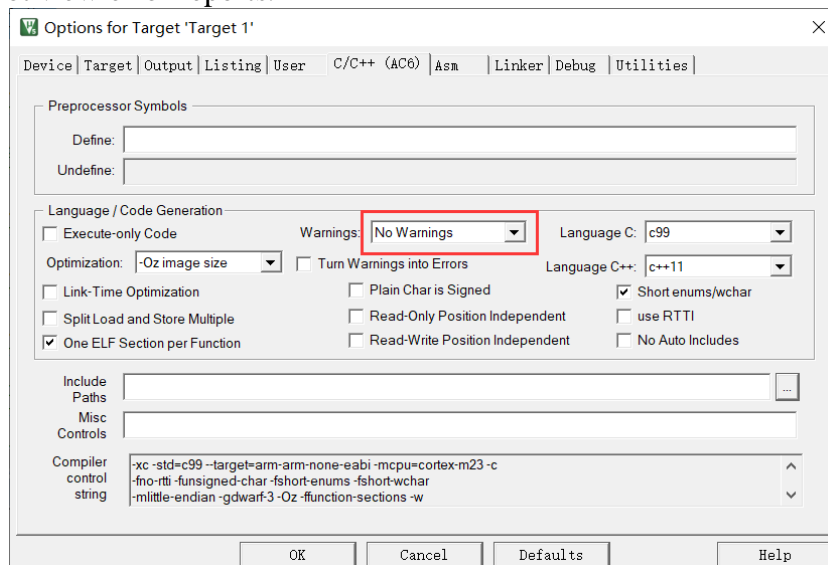 Options for Target 'Target 1'
Device Target Output Listing User C/C++ (AC6) Asm Linker Debug Utilities
Preprocessor Symbols
Define:
Undefine:
Language / Code Generation
Execute-only Code Warnings: No Warnings Language C: c99
Optimization: -Oz image size Turn Warnings into Errors Language C++: c++11
Link-Time Optimization Plain Char is Signed Short enums/wchar
Split Load and Store Multiple Read-Only Position Independent use RTTI
One ELF Section per Function Read-Write Position Independent No Auto Includes
Include
Paths ...
Misc
Controls
Compiler
control
string
-xc -std=c99 --target=arm-arm-none-eabi -mcpu=cortex-m23 -c
-fno-rtti -funsigned-char -fshort-enums -fshort-wchar
-mlittle-endian -gdwarf-3 -Oz -ffunction-sections -w
OK Cancel Defaults Help